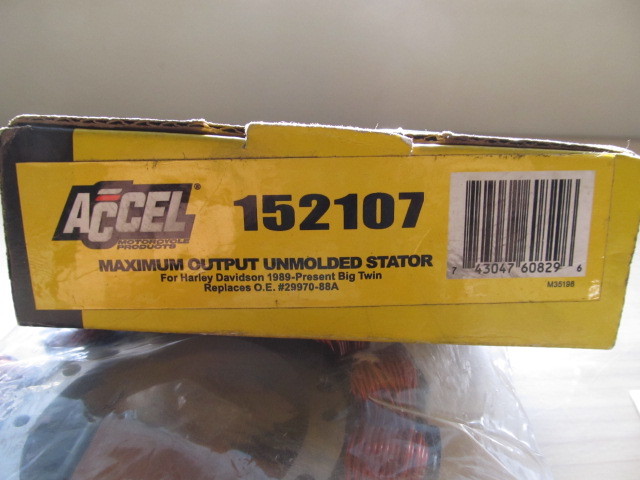 ACCEL®
MOTORCYCLE
PRODUCTS
152107
MAXIMUM OUTPUT UNMOLDED STATOR
For Harley Davidson 1989-Present Big Twin
Replaces O.E. #29970-88A
7 43047 60829 6
M35198